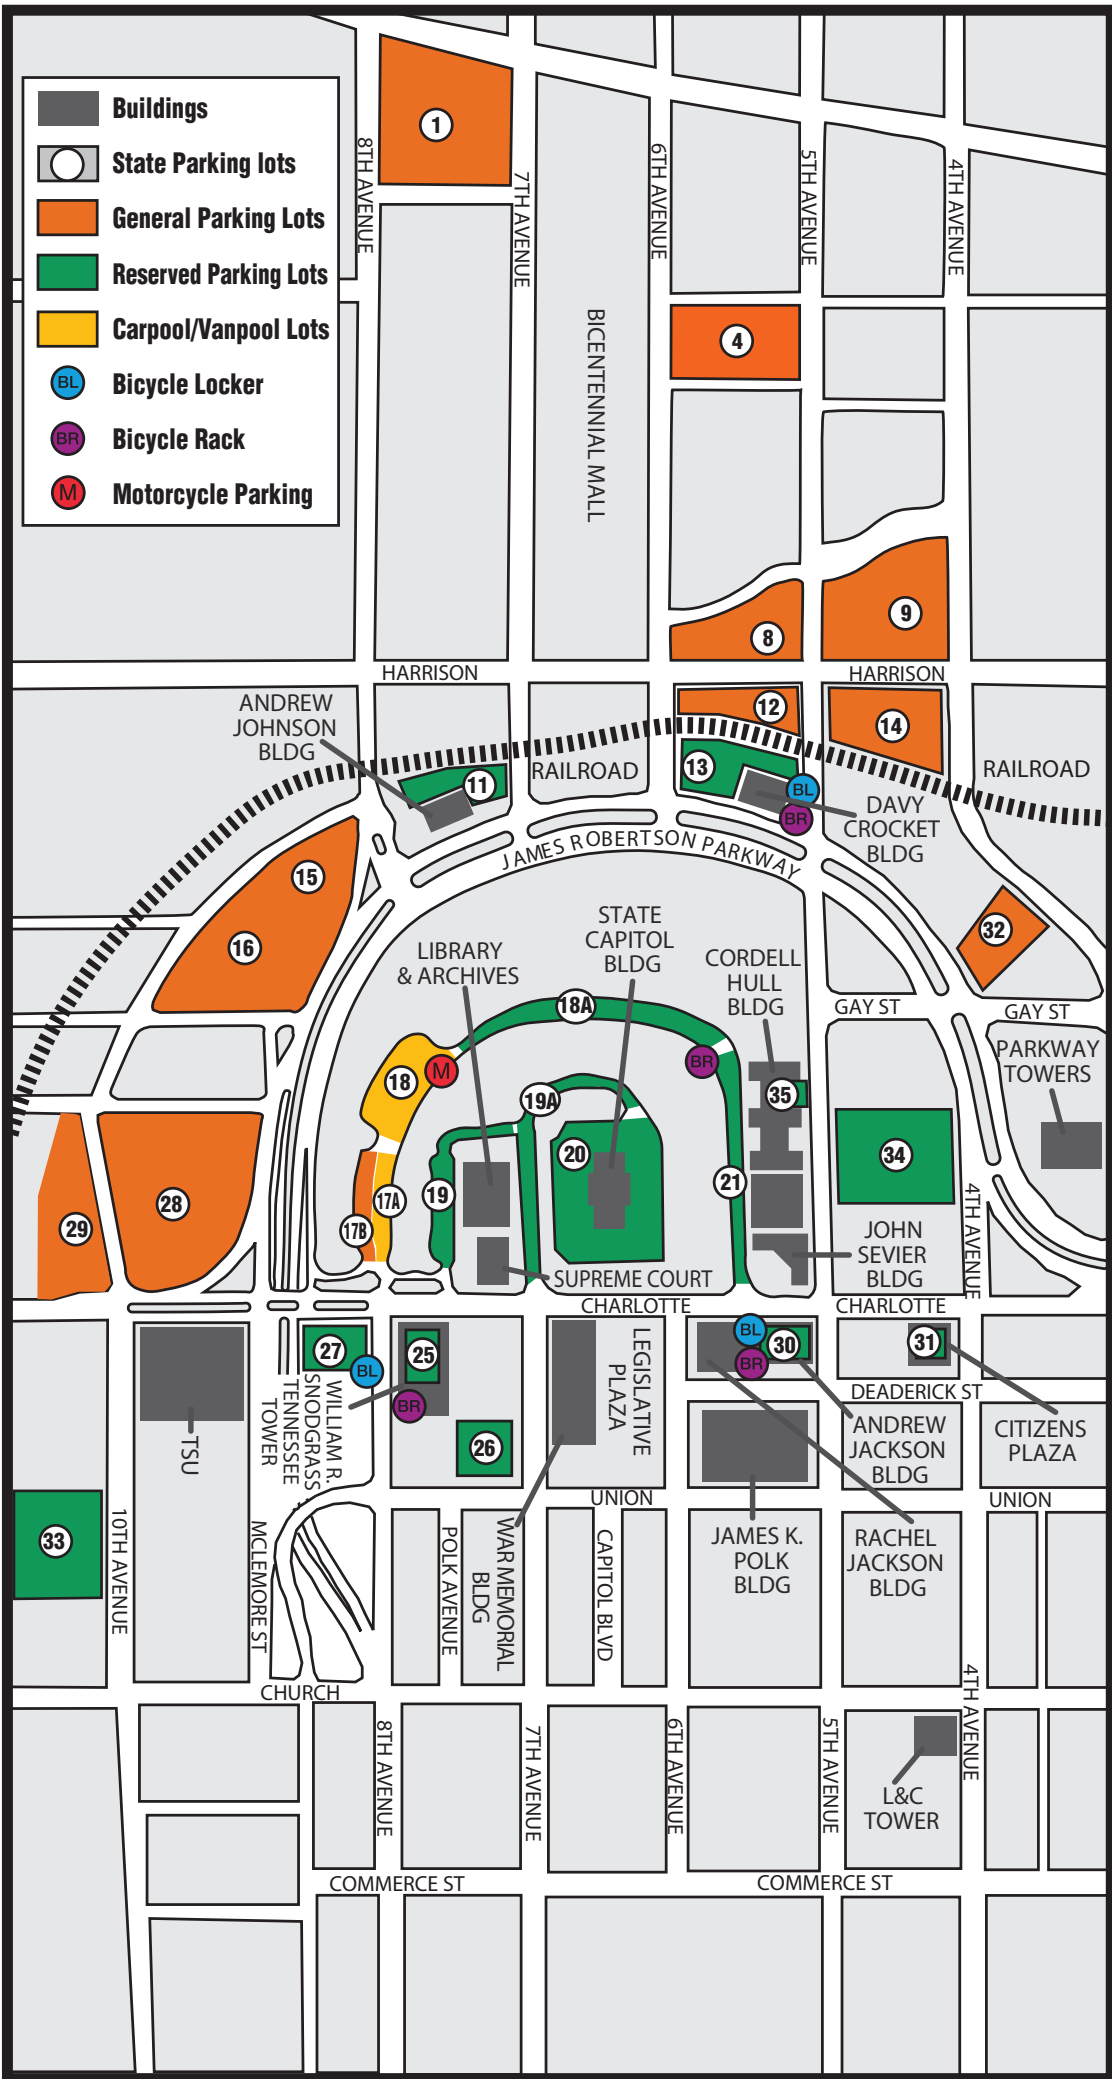 Buildings
State Parking lots
General Parking Lots
Reserved Parking Lots
Carpool/Vanpool Lots
BL
Bicycle Locker
BR
Bicycle Rack
M
Motorcycle Parking
1
8TH AVENUE
7TH AVENUE
6TH AVENUE
5TH AVENUE
4TH AVENUE
BICENTENNIAL MALL
4
9
8
HARRISON
HARRISON
ANDREW
JOHNSON
BLDG
12
14
13
11
RAILROAD
RAILROAD
BL
BR
DAVY
CROCKET
BLDG
JAMES ROBERTSON PARKWAY
15
16
32
STATE
CAPITOL
BLDG
LIBRARY
& ARCHIVES
CORDELL
HULL
BLDG
18A
GAY ST
GAY ST
PARKWAY
TOWERS
BR
M
18
35
19A
20
34
21
19
17A
17B
28
29
4TH AVENUE
JOHN
SEVIER
BLDG
SUPREME COURT
CHARLOTTE
CHARLOTTE
27
BL
25
BR
26
LEGISLATIVE
PLAZA
BL
BR
30
31
DEADERICK ST
WILLIAM R.
SNODGRASS
TENNESSEE
TOWER
TSU
ANDREW
JACKSON
BLDG
CITIZENS
PLAZA
UNION
UNION
33
10TH AVENUE
MCLEMORE ST
POLK AVENUE
WAR MEMORIAL
BLDG
CAPITOL BLVD
JAMES K.
POLK
BLDG
RACHEL
JACKSON
BLDG
CHURCH
4TH AVENUE
8TH AVENUE
7TH AVENUE
6TH AVENUE
5TH AVENUE
L&C
TOWER
COMMERCE ST
COMMERCE ST